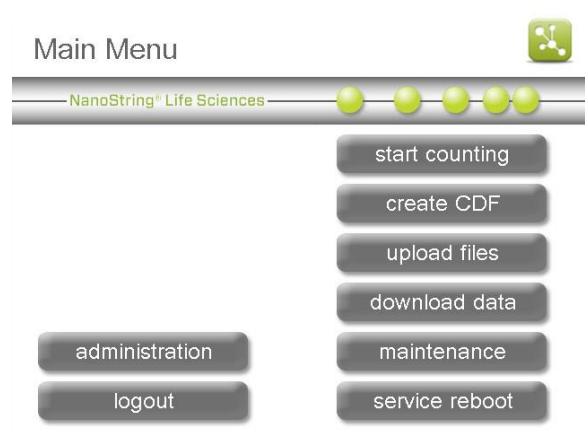 Main Menu
NanoString® Life Sciences
start counting
create CDF
upload files
download data
administration
maintenance
logout
service reboot